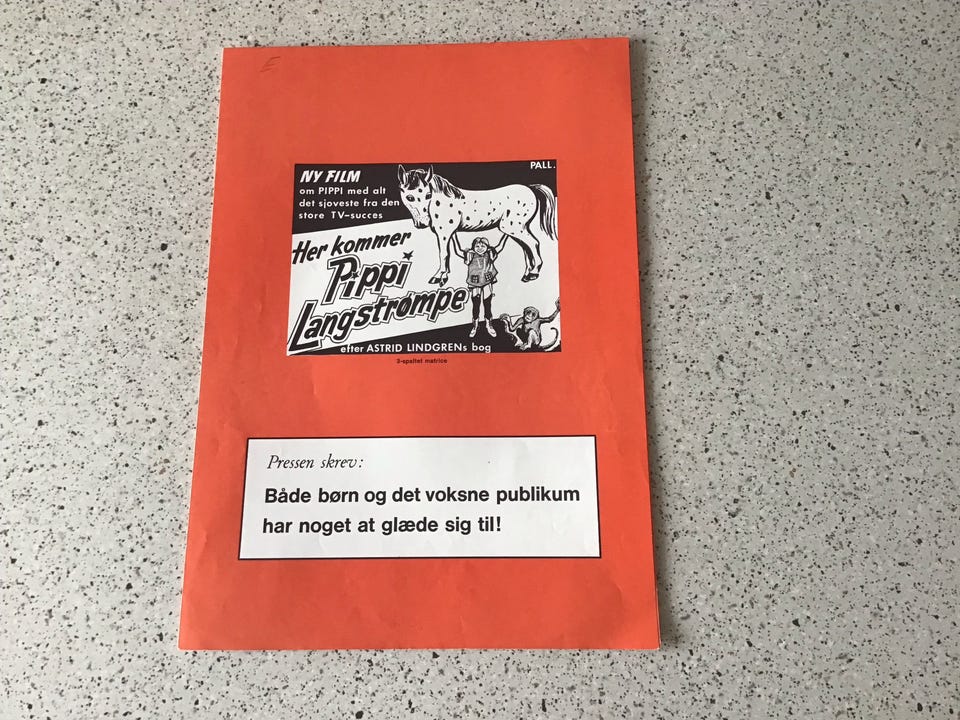 PALL.
NY FILM
om PIPPI med alt
det sjoveste fra den
store TV-succes
Her kommer
Pippi
Langstrømpe
efter ASTRID LINDGRENs bog
3-spaltet matrice
Pressen skrev:
Både børn og det voksne publikum
har noget at glæde sig til!